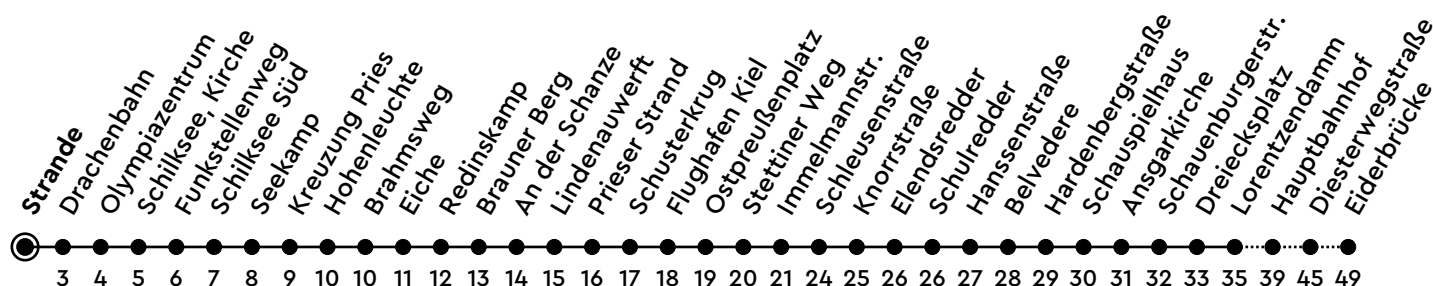 Strande
Drachenbahn
Olympiazentrum
Schilksee, Kirche
Funkstellenweg
Schilksee Süd
Seekamp
Kreuzung Pries
Hohenleuchte
Brahmsweg
Eiche
Redinskamp
Brauner Berg
An der Schanze
Lindenauwerft
Prieser Strand
Schusterkrug
Flughafen Kiel
Ostpreußenplatz
Stettiner Weg
Immelmannstr.
Schleusenstraße
Knorrstraße
Elendsredder
Schulredder
Hanssenstraße
Belvedere
Hardenbergstraße
Schauspielhaus
Ansgarkirche
Schauenburgerstr.
Dreiecksplatz
Lorentzendamm
Hauptbahnhof
Diesterwegstraße
Eiderbrücke
3 4 5 6 7 8 9 10 10 11 12 13 14 15 16 17 18 19 20 21 24 25 26 26 27 28 29 30 31 32 33 35 39 45 49